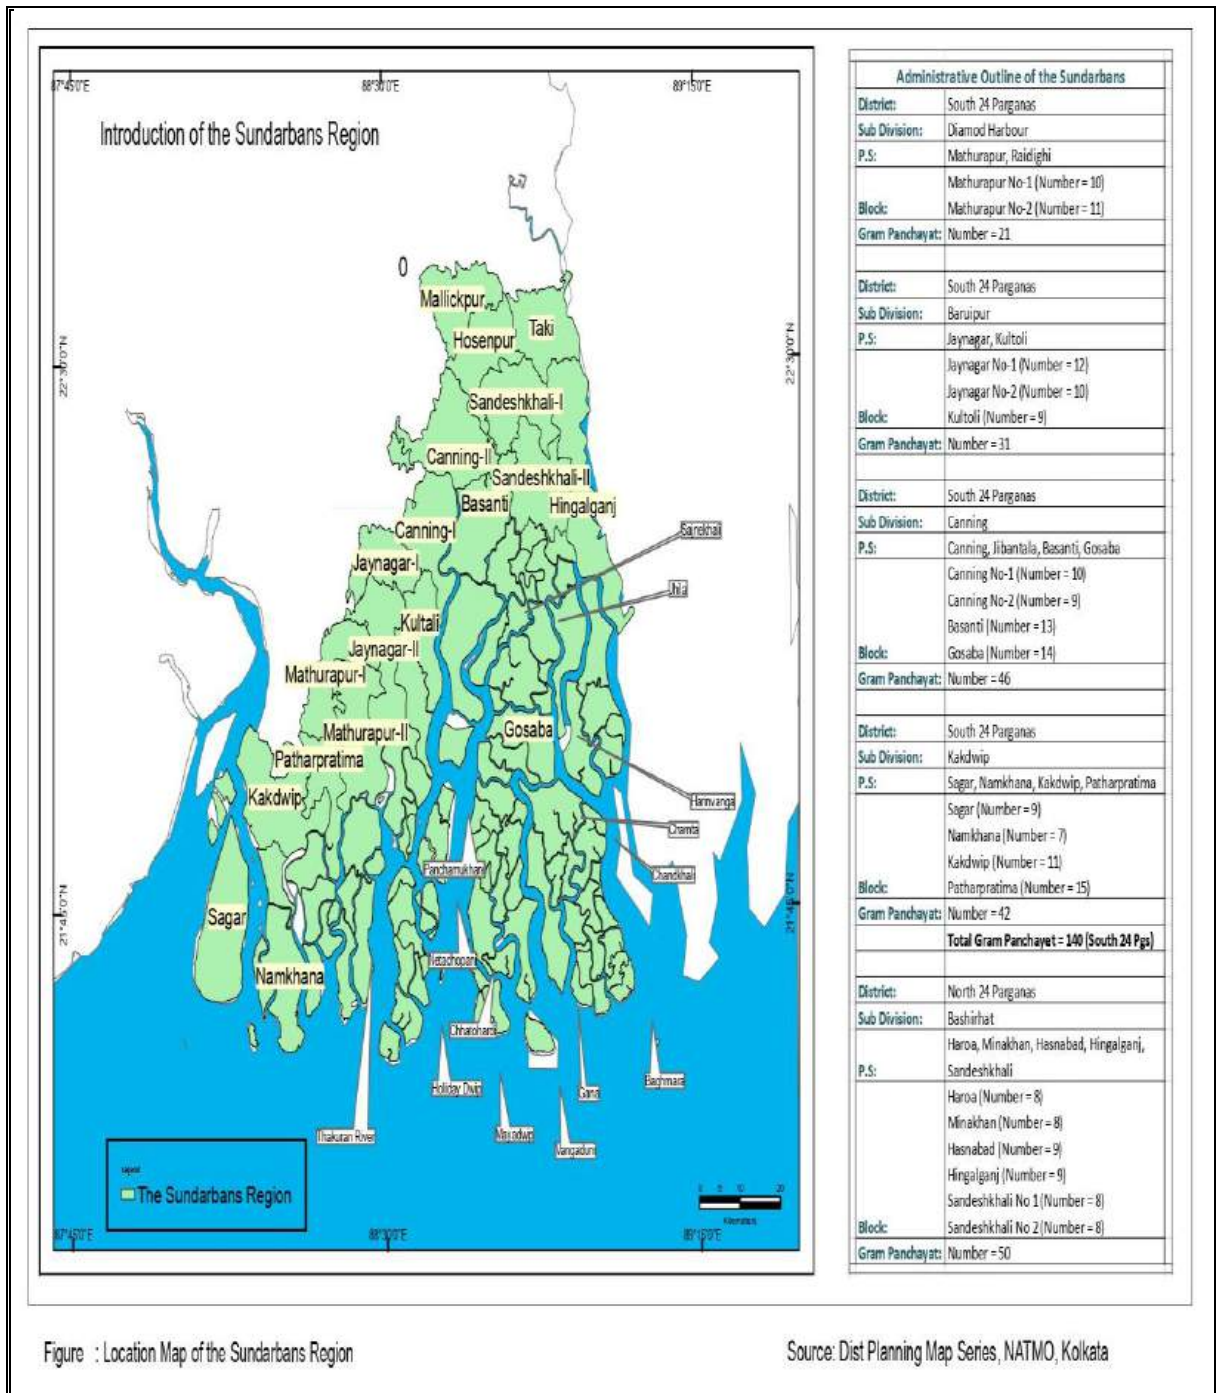 87°45'0"E
88°30'0"E
89°15'0"E
Introduction of the Sundarbans Region
0
Mallickpur
Taki
Hosenpur
22°30'0"N
22°30'0"N
Sandeshkhali-I
Canning-II
Sandeshkhali-II
Basanti
Hingalganj
Canning-I
Sajnekhali
Jaynagar-I
Jhila
Kultali
Jaynagar-II
Mathurapur-I
Gosaba
Mathurapur-II
Patharpratima
Kakdwip
Harinvanga
Chamta
Panchamukhani
Chandkhali
Sagar
21°45'0"N
21°45'0"N
Netadhopani
Namkhana
Chhatohardi
Holiday Dwip
Gana
Baghmara
Thakuran River
Mayadwip
Vangaduni
Legend
The Sundarbans Region
0 5 10 20
Kilometers
87°45'0"E
88°30'0"E
89°15'0"E
Administrative Outline of the Sundarbans
District: South 24 Parganas
Sub Division: Diamod Harbour
P.S: Mathurapur, Raidighi
Mathurapur No-1 (Number = 10)
Block: Mathurapur No-2 (Number = 11)
Gram Panchayat: Number = 21
District: South 24 Parganas
Sub Division: Baruipur
P.S: Jaynagar, Kultoli
Jaynagar No-1 (Number = 12)
Jaynagar No-2 (Number = 10)
Block: Kultoli (Number = 9)
Gram Panchayat: Number = 31
District: South 24 Parganas
Sub Division: Canning
P.S: Canning, Jibantala, Basanti, Gosaba
Canning No-1 (Number = 10)
Canning No-2 (Number = 9)
Basanti (Number = 13)
Block: Gosaba (Number = 14)
Gram Panchayat: Number = 46
District: South 24 Parganas
Sub Division: Kakdwip
P.S: Sagar, Namkhana, Kakdwip, Patharpratima
Sagar (Number = 9)
Namkhana (Number = 7)
Kakdwip (Number = 11)
Block: Patharpratima (Number = 15)
Gram Panchayat: Number = 42
Total Gram Panchayet = 140 (South 24 Pgs)
District: North 24 Parganas
Sub Division: Bashirhat
Haroa, Minakhan, Hasnabad, Hingalganj,
P.S: Sandeshkhali
Haroa (Number = 8)
Minakhan (Number = 8)
Hasnabad (Number = 9)
Hingalganj (Number = 9)
Sandeshkhali No 1 (Number = 8)
Block: Sandeshkhali No 2 (Number = 8)
Gram Panchayat: Number = 50
Figure : Location Map of the Sundarbans Region
Source: Dist Planning Map Series, NATMO, Kolkata